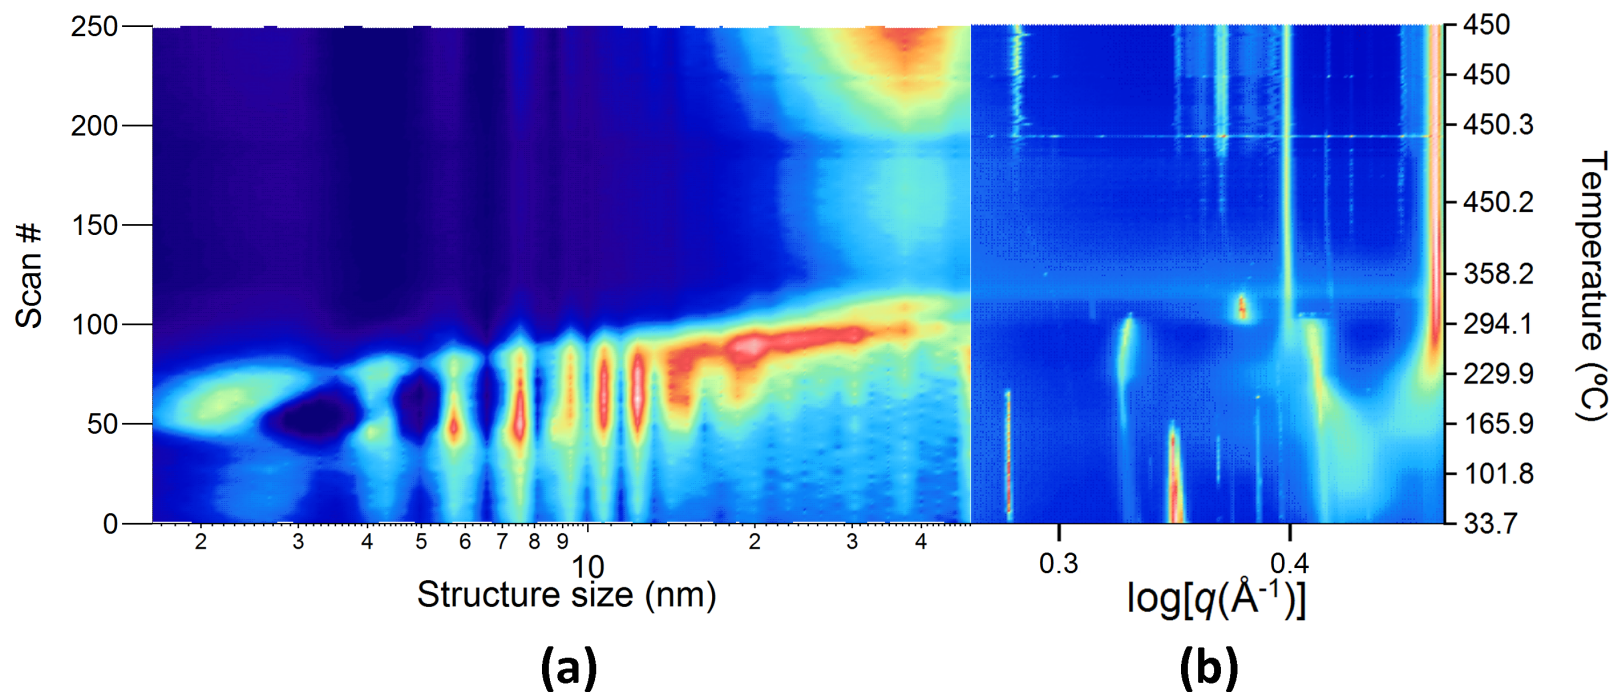 250
200
150
100
50
0
Scan #
2 3 4 5 6 7 8 9 10 2 3 4
Structure size (nm)
(a)
450
450
450.3
450.2
358.2
294.1
229.9
165.9
101.8
33.7
Temperature (ºC)
0.3 0.4
log[q(Å-1)]
(b)